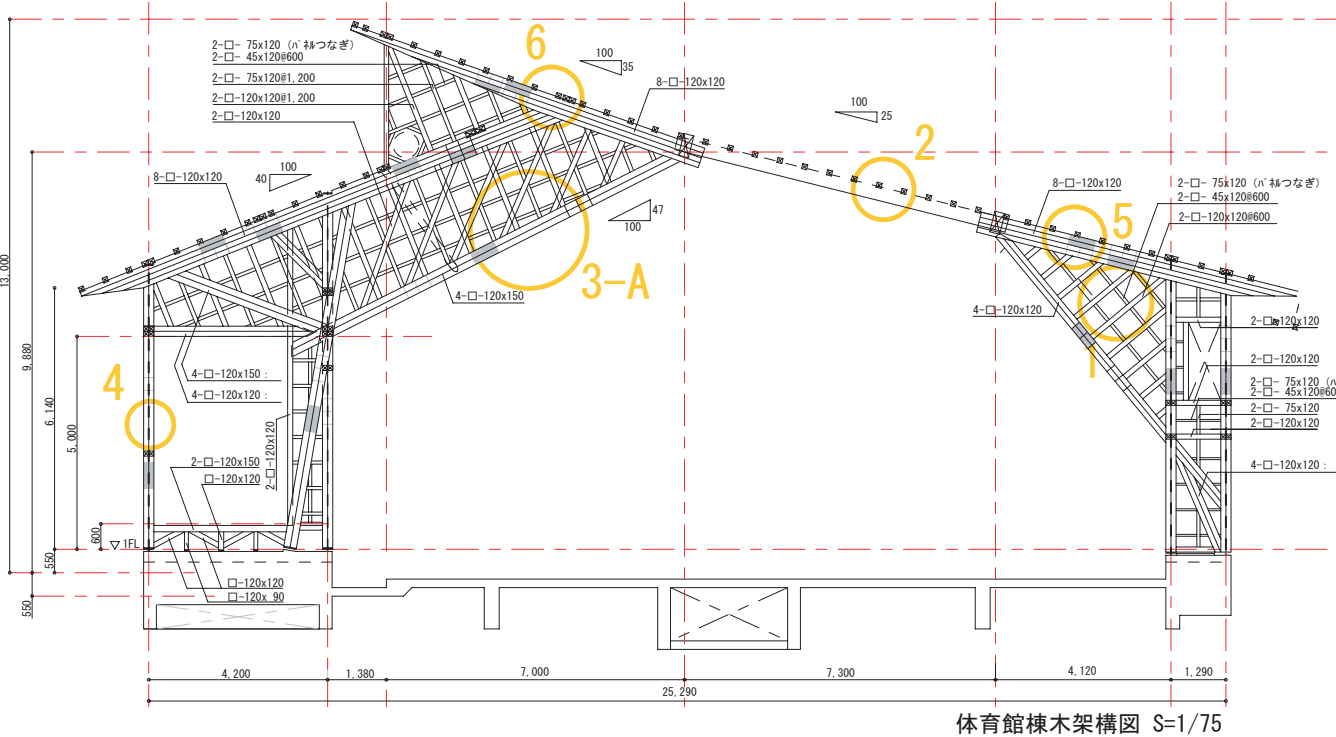 2-□- 75x120 (パネルつなぎ)
2-□- 45x120@600
2-□- 75x120@1,200
2-□-120x120@1,200
2-□-120x120
6
100
35
8-□-120x120
100
25
2
8-□-120x120
2-□- 75x120 (パネルつなぎ)
2-□- 45x120@600
2-□-120x120@600
5
100
40
8-□-120x120
47
100
3-A
4-□-120x150
4-□-120x120
1
2-□-120x120
2-□-120x120
2-□- 75x120 (パ
2-□- 45x120@600
2-□- 75x120
2-□-120x120
4-□-120x120 :
13,000
9,880
6,140
5,000
600
550
550
4
4-□-120x150 :
4-□-120x120 :
2-□-120x120
2-□-120x150
□-120x120
▽1FL
□-120x120
□-120x 90
4,200
1,380
7,000
7,300
4,120
1,290
25,290
体育館棟木架構図 S=1/75